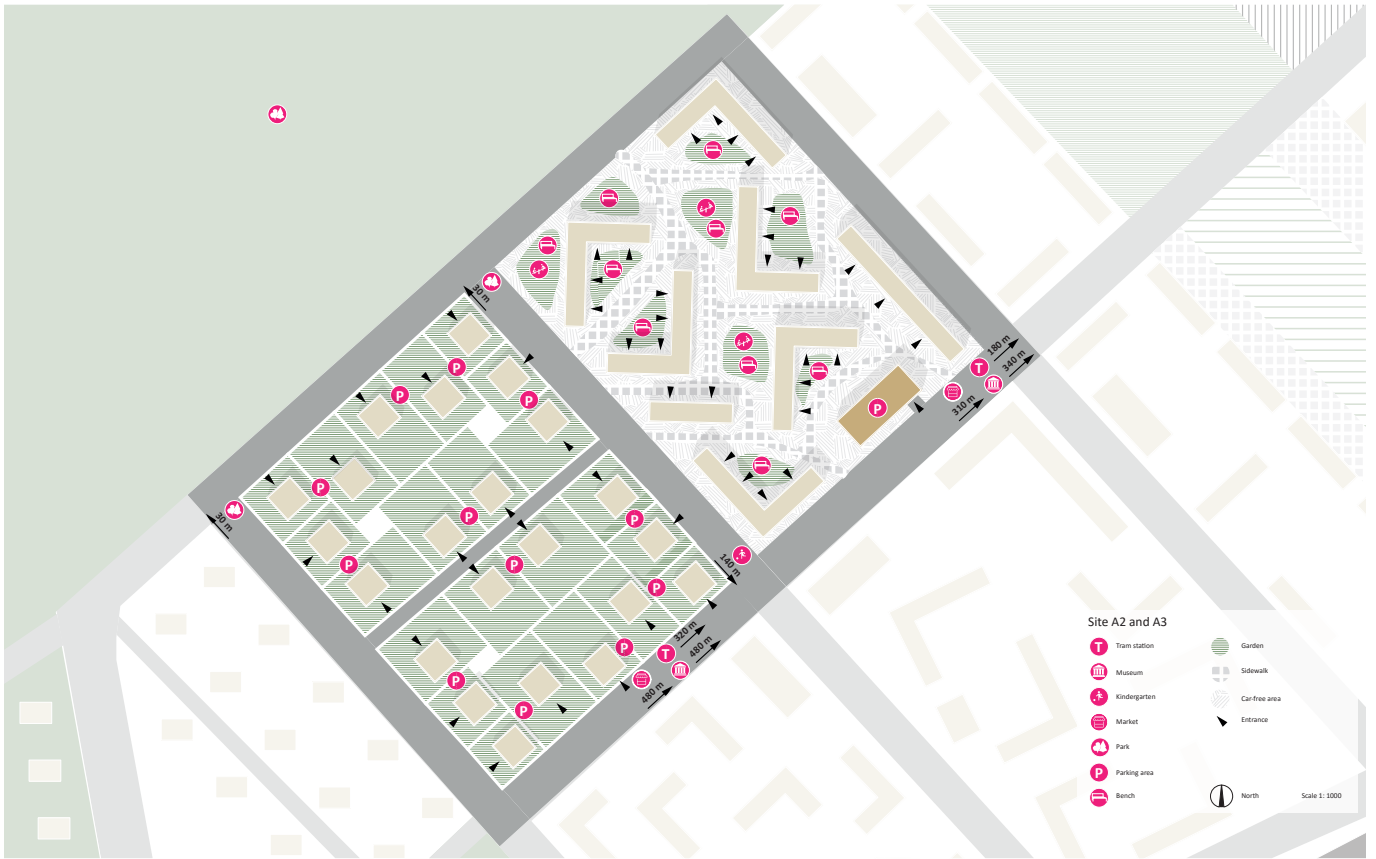 30 m
180 m
T
340 m
310 m
P
P
P
P
P
P
P
30 m
P
P
P
P
P
P
P
P
140 m
320 m
T
480 m
480 m
Site A2 and A3
T Tram station
Museum
Kindergarten
Market
Park
P Parking area
Bench
Garden
Sidewalk
Car-free area
Entrance
North
Scale 1: 1000